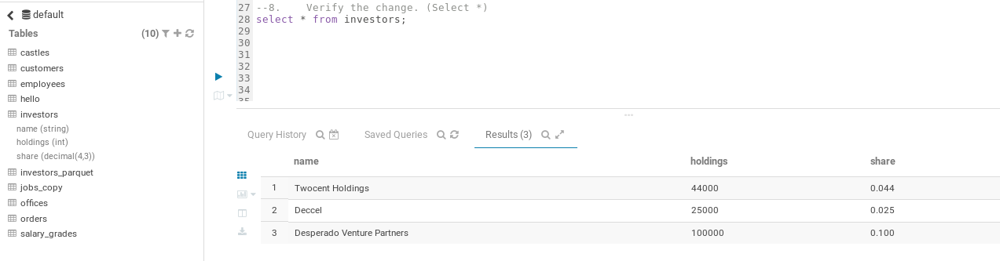 default
Tables (10)
castles
customers
employees
hello
investors
name (string)
holdings (int)
share (decimal(4,3))
investors_parquet
jobs_copy
offices
orders
salary_grades
27 --8.    Verify the change. (Select *)
28 select * from investors;
29
30
31
32
33
34
35
Query History Saved Queries Results (3)
name holdings share
1 Twocent Holdings 44000 0.044
2 Deccel 25000 0.025
3 Desperado Venture Partners 100000 0.100